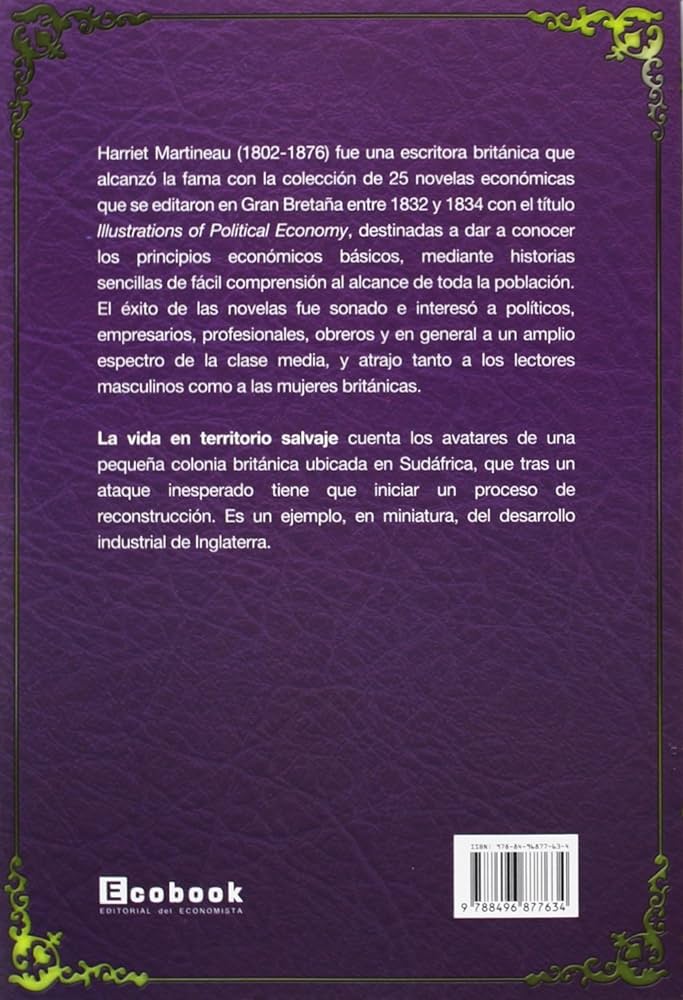 Harriet Martineau (1802-1876) fue una escritora británica que
alcanzó la fama con la colección de 25 novelas económicas
que se editaron en Gran Bretaña entre 1832 y 1834 con el título
Illustrations of Political Economy, destinadas a dar a conocer
los principios económicos básicos, mediante historias
sencillas de fácil comprensión al alcance de toda la población.
El éxito de las novelas fue sonado e interesó a políticos,
empresarios, profesionales, obreros y en general a un amplio
espectro de la clase media, y atrajo tanto a los lectores
masculinos como a las mujeres británicas.
La vida en territorio salvaje cuenta los avatares de una
pequeña colonia británica ubicada en Sudáfrica, que tras un
ataque inesperado tiene que iniciar un proceso de
reconstrucción. Es un ejemplo, en miniatura, del desarrollo
industrial de Inglaterra.
ISBN: 978-84-96877-63-4
9 788496 877634
Ecobook
EDITORIAL del ECONOMISTA